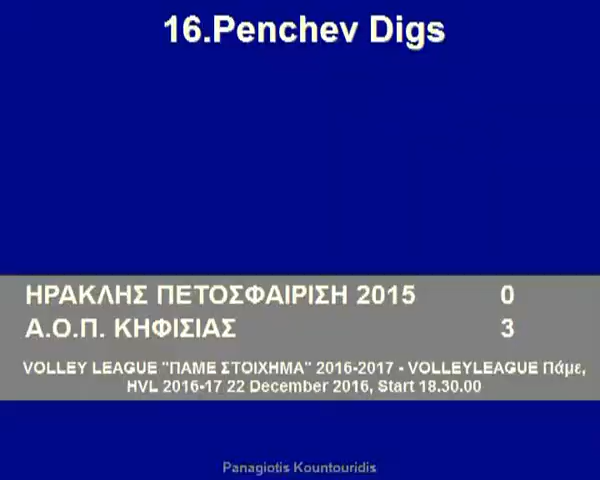 16.Penchev Digs
ΗΡΑΚΛΗΣ ΠΕΤΟΣΦΑΙΡΙΣΗ 2015 0
Α.Ο.Π. ΚΗΦΙΣΙΑΣ 3
VOLLEY LEAGUE "ΠΑΜΕ ΣΤΟΙΧΗΜΑ" 2016-2017 - VOLLEYLEAGUE Πάμε,
HVL 2016-17 22 December 2016, Start 18.30.00
Panagiotis Kountouridis